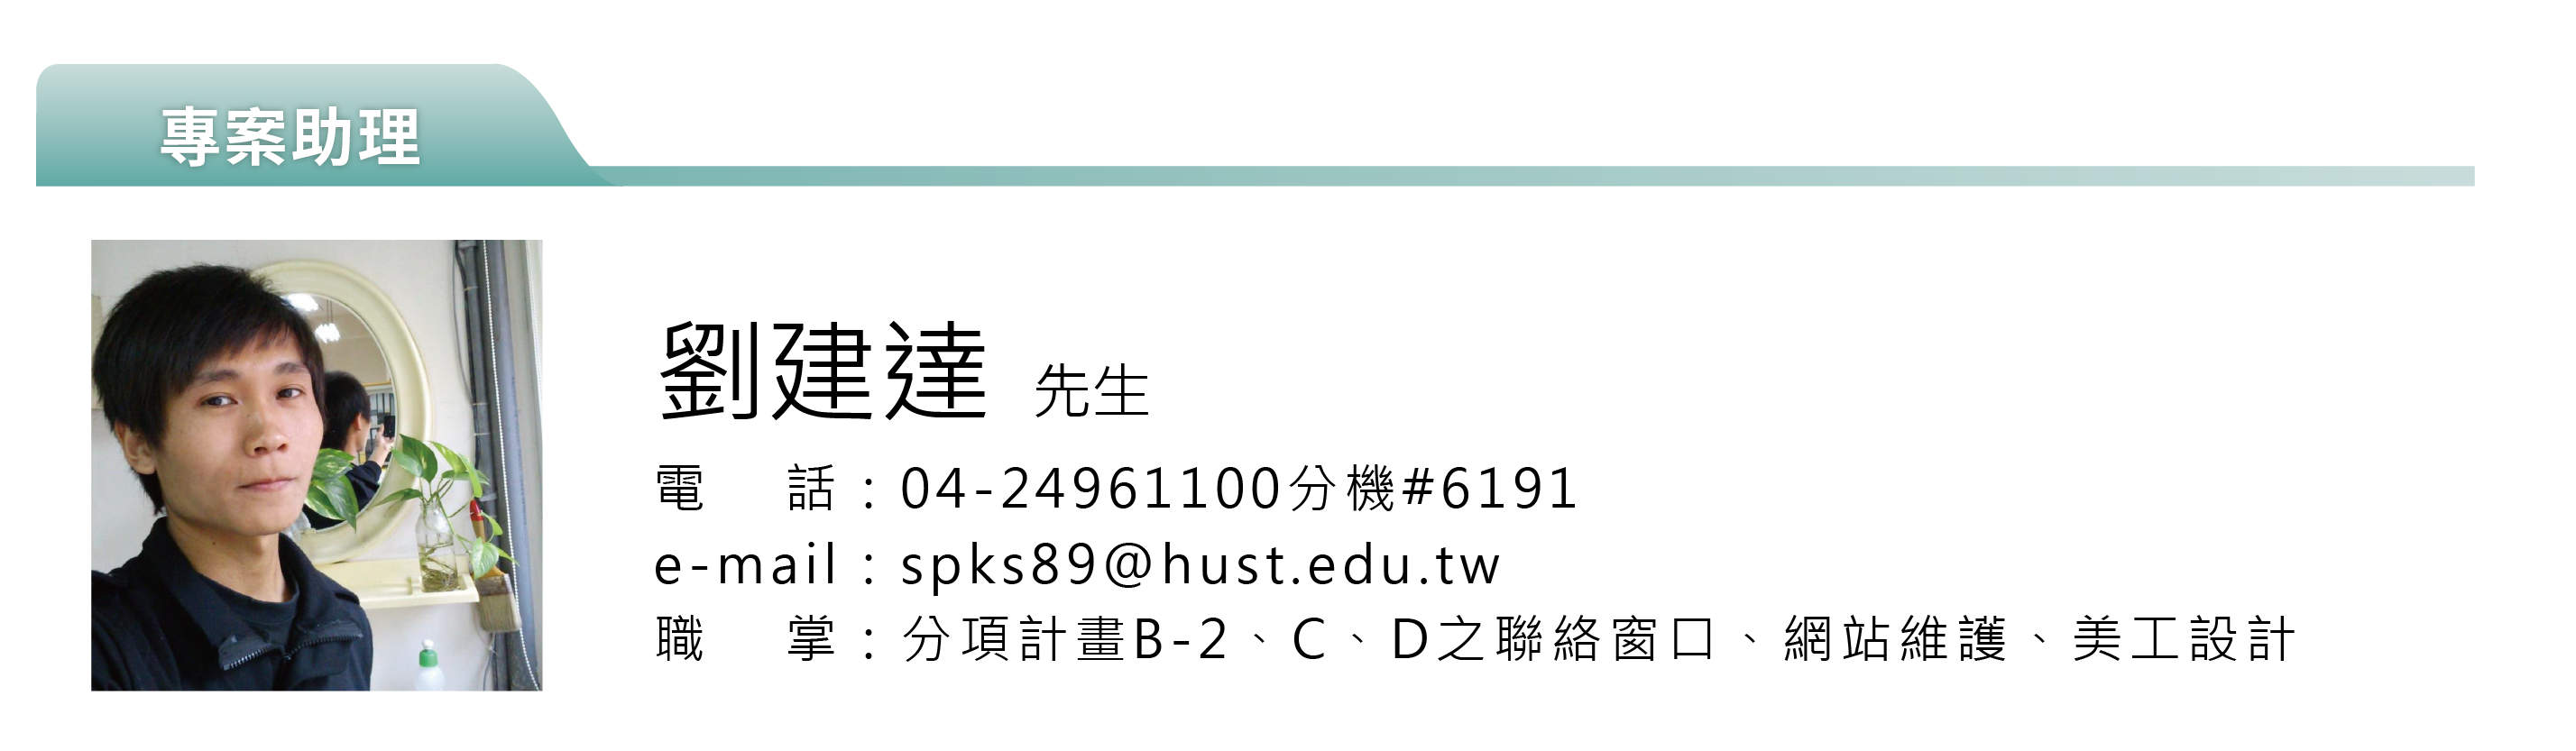 專案助理
劉建達 先生
電　話：04-24961100分機#6191
e-mail：spks89@hust.edu.tw
職　掌：分項計畫B-2、C、D之聯絡窗口、網站維護、美工設計